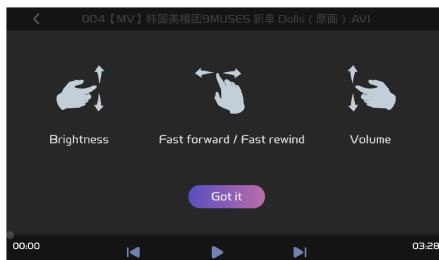 004【MV】韩国美模团9MUSES 新单 Dolls ( 原画 ) .AVI
Brightness
Fast forward / Fast rewind
Volume
Got it
00:00
03:28